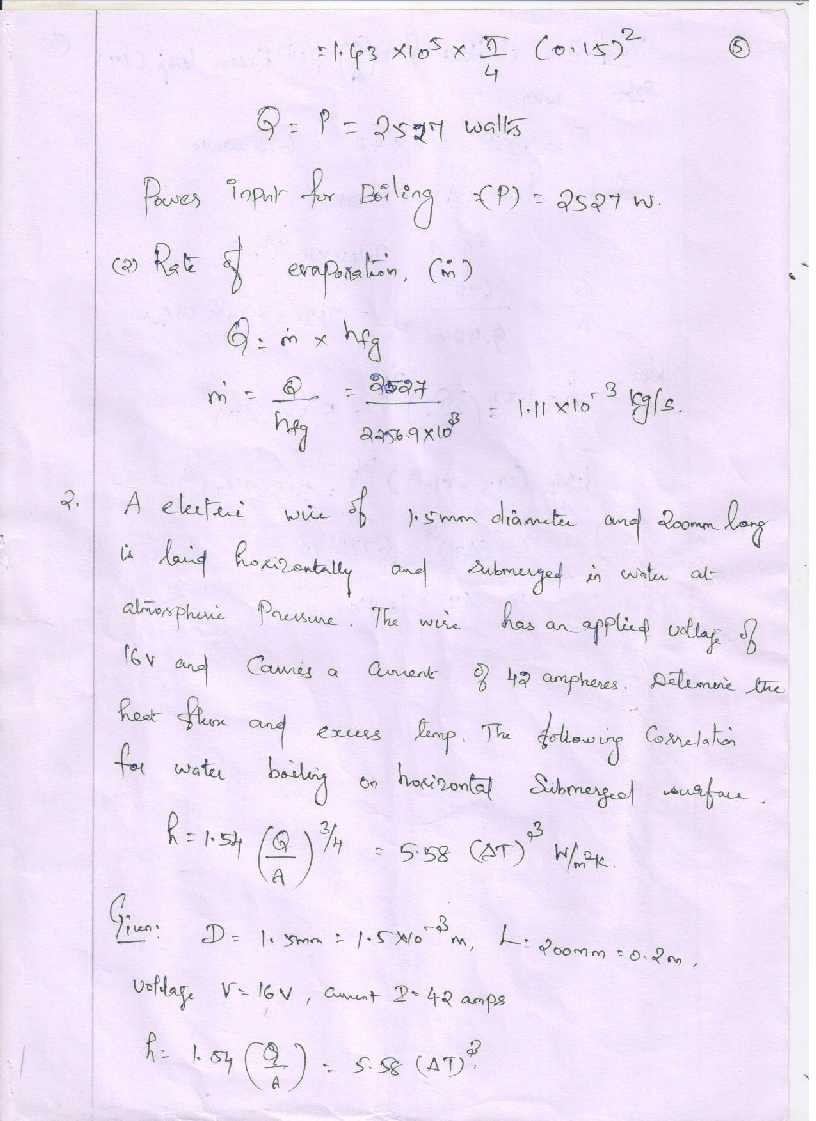 = 1.43 ×10⁵ × π/4 (0.15)²
⑤
Q = P = 2527 watts
Power input for Boiling :(P) = 2527 W.
(2) Rate of evaporation, (ṁ)
Q = ṁ × hfg
ṁ = Q/hfg = 2527/2256.9×10³ = 1.11 ×10⁻³ kg/s.
2. A electric wire of 1.5mm diameter and 200mm long
is laid horizontally and submerged in water at
atmospheric Pressure. The wire has an applied voltage of
16V and Carries a current of 42 ampheres. Determine the
heat flux and excess temp. The following Correlation
for water boiling on horizontal Submerged surface.
h = 1.54 (Q/A)^3/4 = 5.58 (ΔT)³ W/m²K.
Given: D = 1.5mm = 1.5 ×10⁻³ m, L = 200mm = 0.2m,
voltage V = 16V, current I = 42 amps
h = 1.54 (Q/A) = 5.58 (ΔT)³.